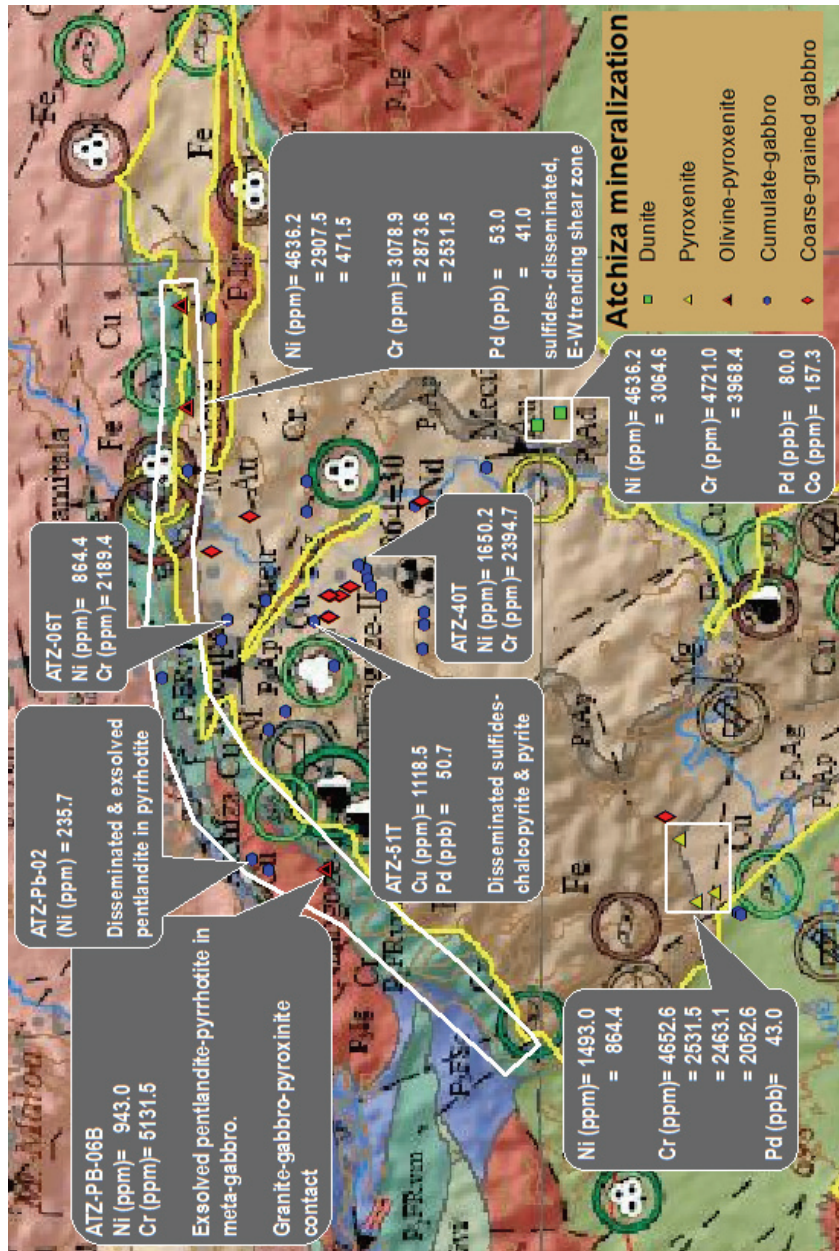 ATZ-PB-06B
Ni (ppm)= 943.0
Cr (ppm)= 5131.5
Exsolved pentlandite-pyrrhotite in
meta-gabbro.
Granite-gabbro-pyroxinite
contact
ATZ-Pb-02
(Ni (ppm) = 235.7
Disseminated & exsolved
pentlandite in pyrrhotite
ATZ-06T
Ni (ppm)= 864.4
Cr (ppm)= 2189.4
ATZ-51T
Cu (ppm)= 1118.5
Pd (ppb)= 50.7
Disseminated sulfides-
chalcopyrite & pyrite
ATZ-40T
Ni (ppm)= 1650.2
Cr (ppm)= 2394.7
Ni (ppm)= 4636.2
= 2907.5
= 471.5
Cr (ppm)= 3078.9
= 2873.6
= 2531.5
Pd (ppb) = 53.0
= 41.0
sulfides- disseminated,
E-W trending shear zone
Ni (ppm)= 1493.0
= 864.4
Cr (ppm)= 4652.6
= 2531.5
= 2463.1
= 2052.6
Pd (ppb)= 43.0
Ni (ppm)= 4636.2
= 3064.6
Cr (ppm)= 4721.0
= 3968.4
Pd (ppb)= 80.0
Co (ppm)= 157.3
Atchiza mineralization
Dunite
Pyroxenite
Olivine-pyroxenite
Cumulate-gabbro
Coarse-grained gabbro
Fe
Fe
Cu
Fe
Cr
Cu
Fe
Cu
Mg
P₃Ag
P₃Ag
P₃Ap
P₃Ad